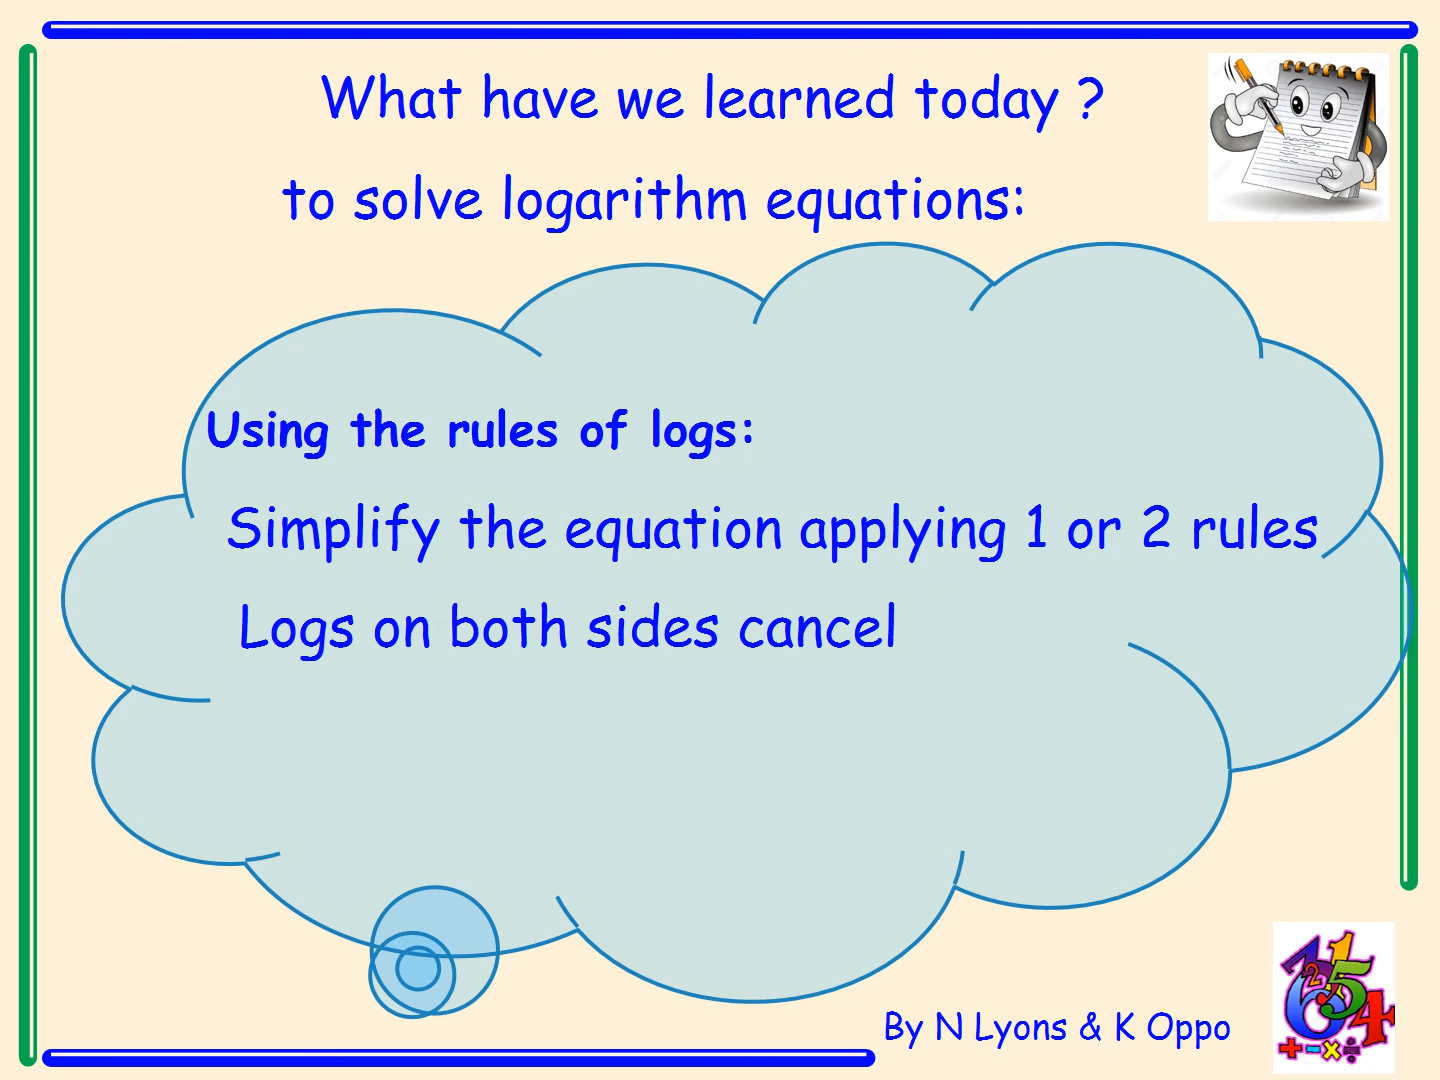 What have we learned today ?
to solve logarithm equations:
Using the rules of logs:
Simplify the equation applying 1 or 2 rules
Logs on both sides cancel
By N Lyons & K Oppo